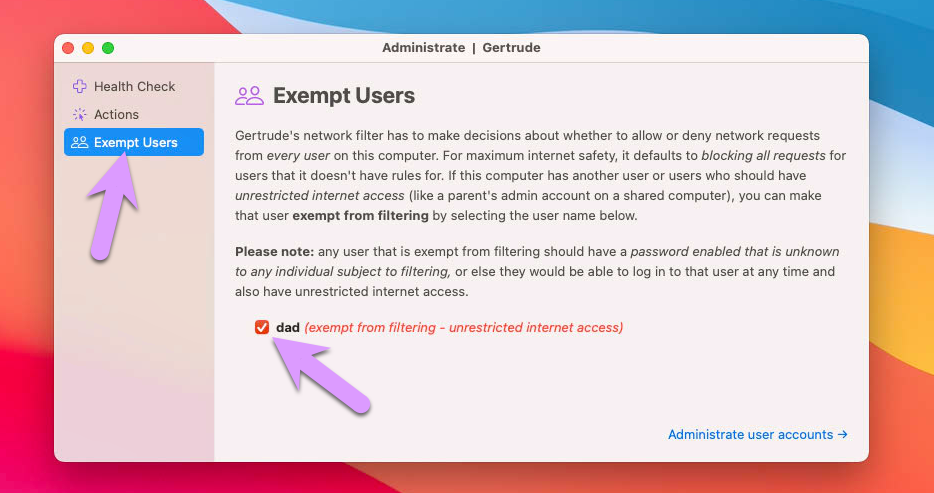 Administrate | Gertrude
Health Check
Actions
Exempt Users
Exempt Users
Gertrude's network filter has to make decisions about whether to allow or deny network requests
from every user on this computer. For maximum internet safety, it defaults to blocking all requests for
users that it doesn't have rules for. If this computer has another user or users who should have
unrestricted internet access (like a parent's admin account on a shared computer), you can make
that user exempt from filtering by selecting the user name below.
Please note: any user that is exempt from filtering should have a password enabled that is unknown
to any individual subject to filtering, or else they would be able to log in to that user at any time and
also have unrestricted internet access.
dad (exempt from filtering - unrestricted internet access)
Administrate user accounts →